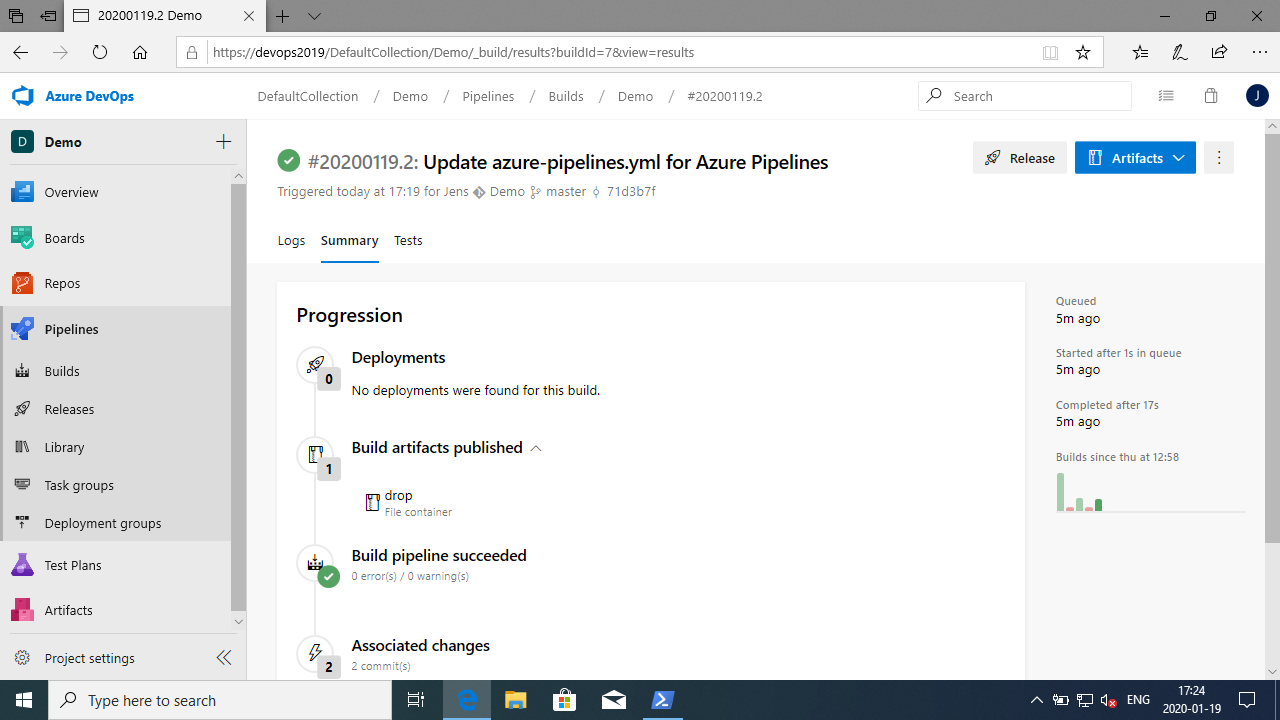 20200119.2 Demo
https://devops2019/DefaultCollection/Demo/_build/results?buildId=7&view=results
Azure DevOps
DefaultCollection / Demo / Pipelines / Builds / Demo / #20200119.2
Search
J
D Demo
Overview
Boards
Repos
Pipelines
Builds
Releases
Library
Task groups
Deployment groups
Test Plans
Artifacts
Project settings
#20200119.2: Update azure-pipelines.yml for Azure Pipelines
Triggered today at 17:19 for Jens Demo master 71d3b7f
Release
Artifacts
Logs Summary Tests
Progression
Deployments
0
No deployments were found for this build.
Build artifacts published
1
drop
File container
Build pipeline succeeded
0 error(s) / 0 warning(s)
Associated changes
2
2 commit(s)
Queued
5m ago
Started after 1s in queue
5m ago
Completed after 17s
5m ago
Builds since thu at 12:58
Type here to search
ENG
17:24
2020-01-19